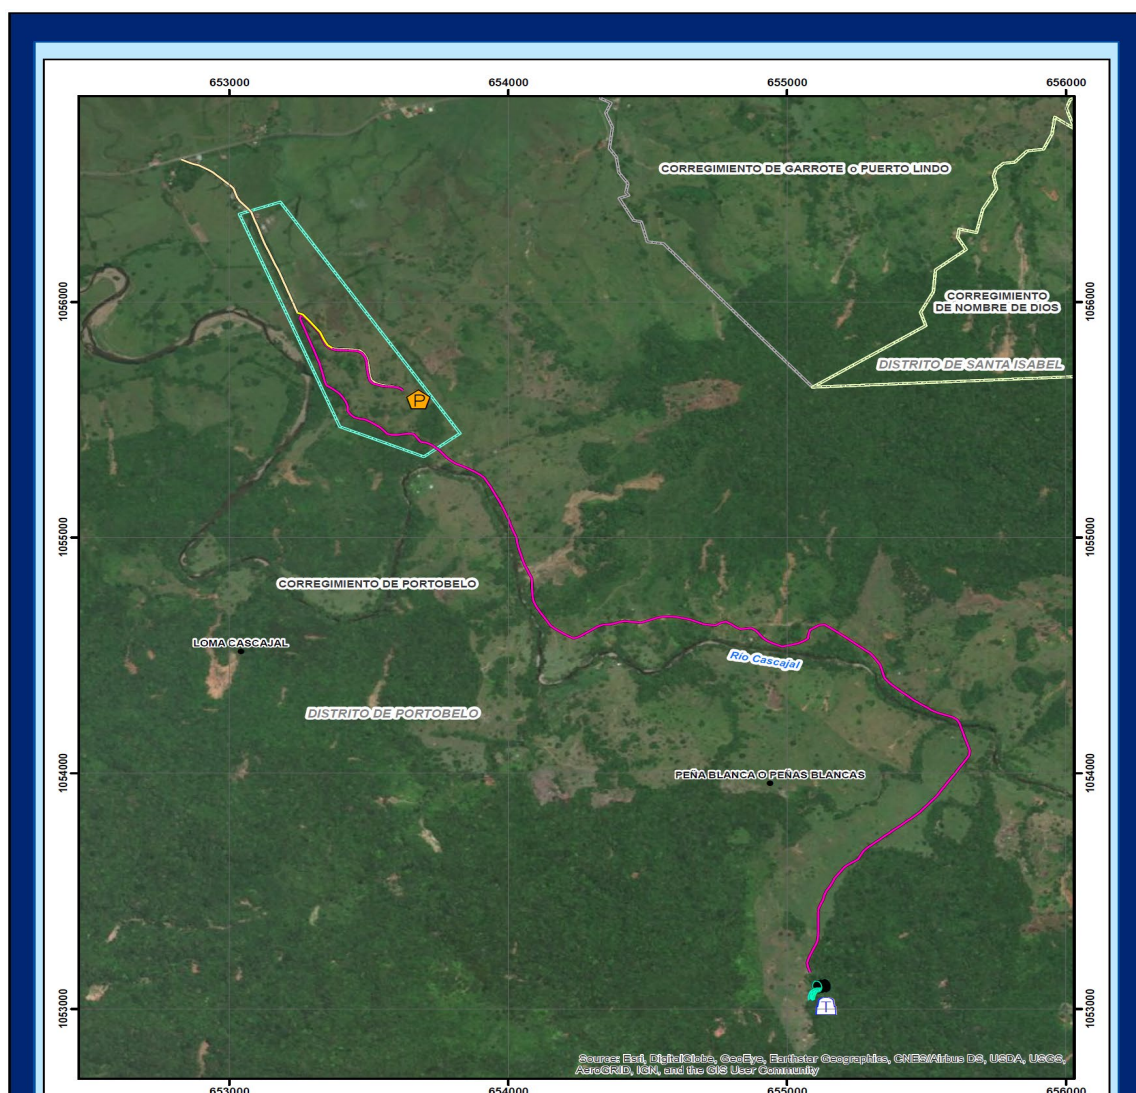 653000 654000 655000 656000
CORREGIMIENTO DE GARROTE o PUERTO LINDO
1056000 1056000
CORREGIMIENTO
DE NOMBRE DE DIOS
DISTRITO DE SANTA ISABEL
P
1055000 1055000
CORREGIMIENTO DE PORTOBELO
LOMA CASCAJAL
Río Cascajal
DISTRITO DE PORTOBELO
PEÑA BLANCA O PEÑAS BLANCAS
1054000 1054000
1053000 1053000
T
Source: Esri, DigitalGlobe, GeoEye, Earthstar Geographics, CNES/Airbus DS, USDA, USGS,
AeroGRID, IGN, and the GIS User Community
653000 654000 655000 656000